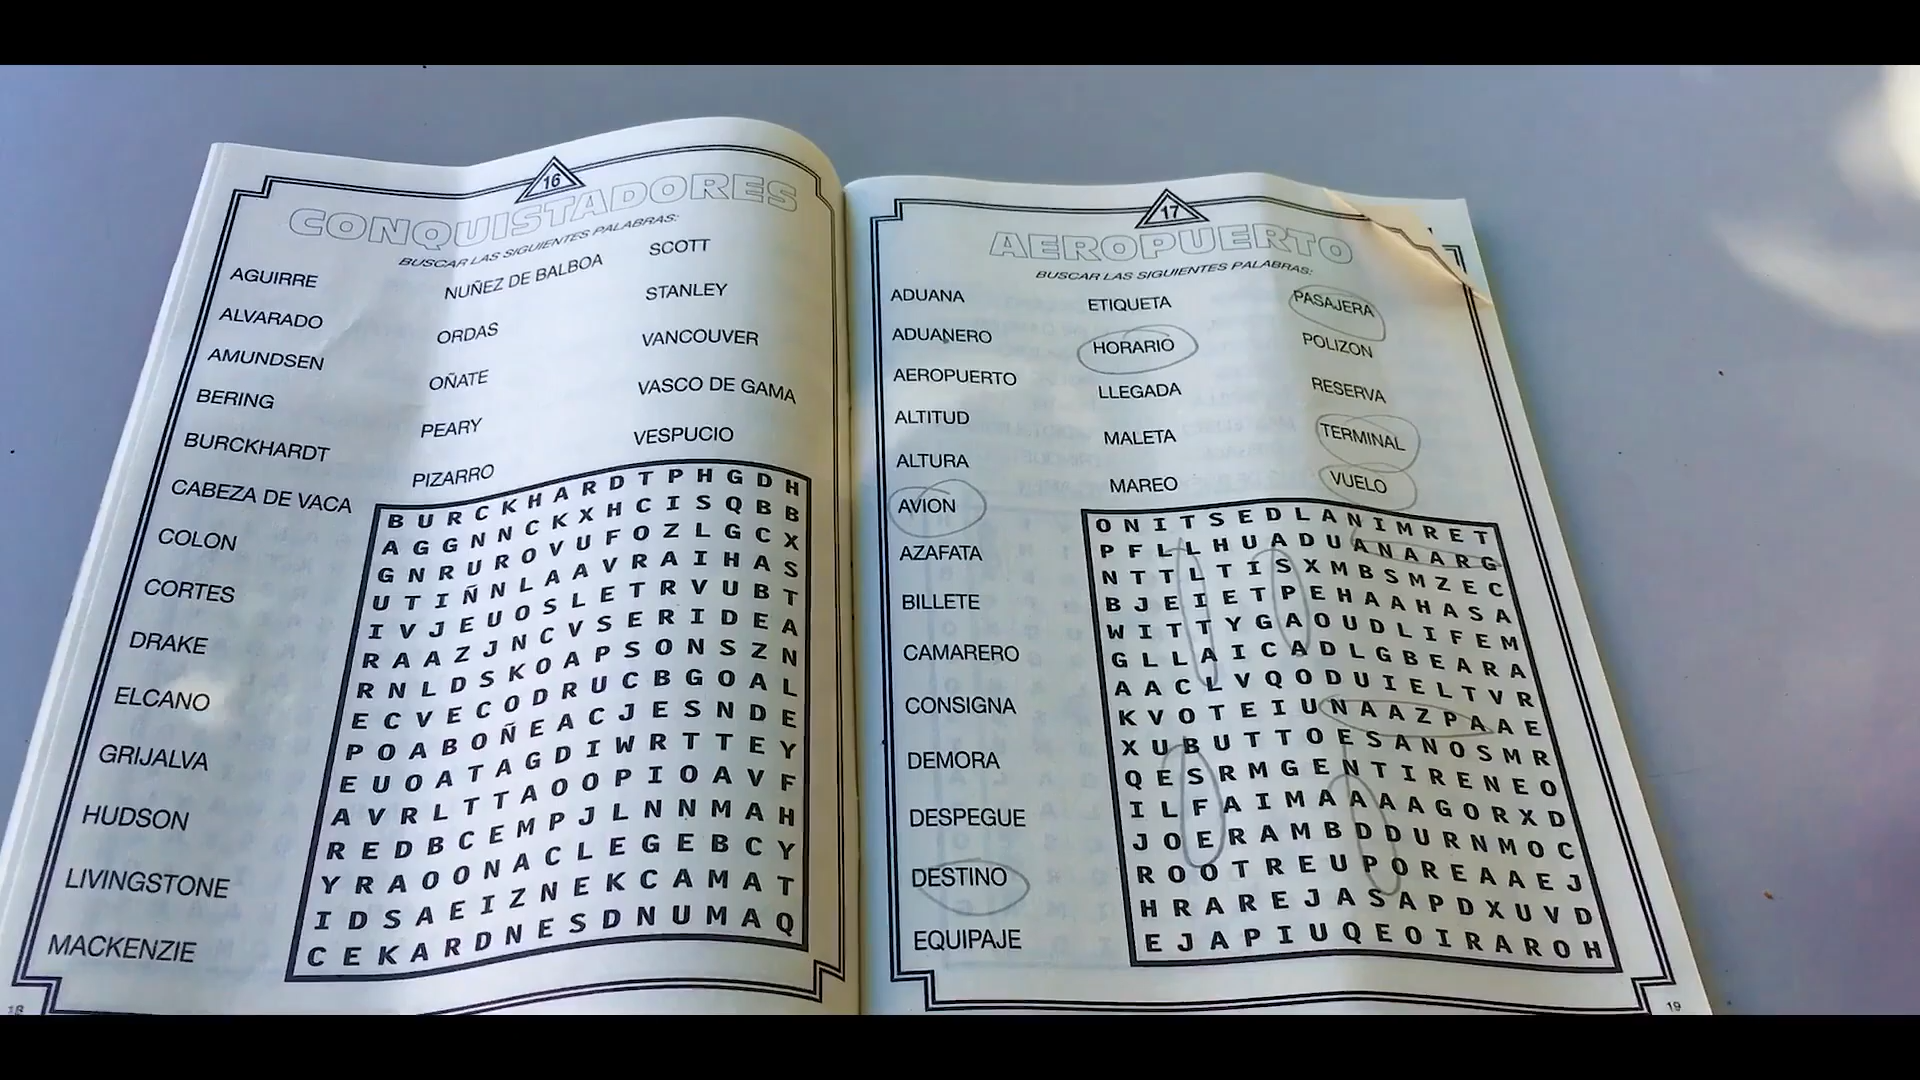 16
CONQUISTADORES
BUSCAR LAS SIGUIENTES PALABRAS:
AGUIRRE
ALVARADO
AMUNDSEN
BERING
BURCKHARDT
CABEZA DE VACA
COLON
CORTES
DRAKE
ELCANO
GRIJALVA
HUDSON
LIVINGSTONE
MACKENZIE
NUÑEZ DE BALBOA
ORDAS
OÑATE
PEARY
PIZARRO
SCOTT
STANLEY
VANCOUVER
VASCO DE GAMA
VESPUCIO
B U R C K H A R D T P H G D H
A G G N N C K X H C I S Q B B
G N R U R O V U F O Z L G C X
U T I Ñ N L A A V R A I H A S
I V J E U O S L E T R V U B T
R A A Z J N C V S E R I D E A
R N L D S K O A P S O N S Z N
E C V E C O D R U C B G O A L
P O A B O Ñ E A C J E S N D E
E U O A T A G D I W R T T E Y
A V R L T T A O O P I O A V F
R E D B C E M P J L N N M A H
Y R A O O N A C L E G E B C Y
I D S A E I Z N E K C A M A T
C E K A R D N E S D N U M A Q
18
17
AEROPUERTO
BUSCAR LAS SIGUIENTES PALABRAS:
ADUANA
ADUANERO
AEROPUERTO
ALTITUD
ALTURA
AVION
AZAFATA
BILLETE
CAMARERO
CONSIGNA
DEMORA
DESPEGUE
DESTINO
EQUIPAJE
ETIQUETA
HORARIO
LLEGADA
MALETA
MAREO
PASAJERA
POLIZON
RESERVA
TERMINAL
VUELO
O N I T S E D L A N I M R E T
P F L L H U A D U A N A A R G
N T T L T I S X M B S M Z E C
B J E I E T P E H A A H A S A
W I T T Y G A O U D L I F E M
G L L A I C A D L G B E A R A
A A C L V Q O D U I E L T V R
K V O T E I U N A A Z P A A E
X U B U T T O E S A N O S M R
Q E S R M G E N T I R E N E O
I L F A I M A A A A G O R X D
J O E R A M B D D U R N M O C
R O O T R E U P O R E A A E J
H R A R E J A S A P D X U V D
E J A P I U Q E O I R A R O H
19